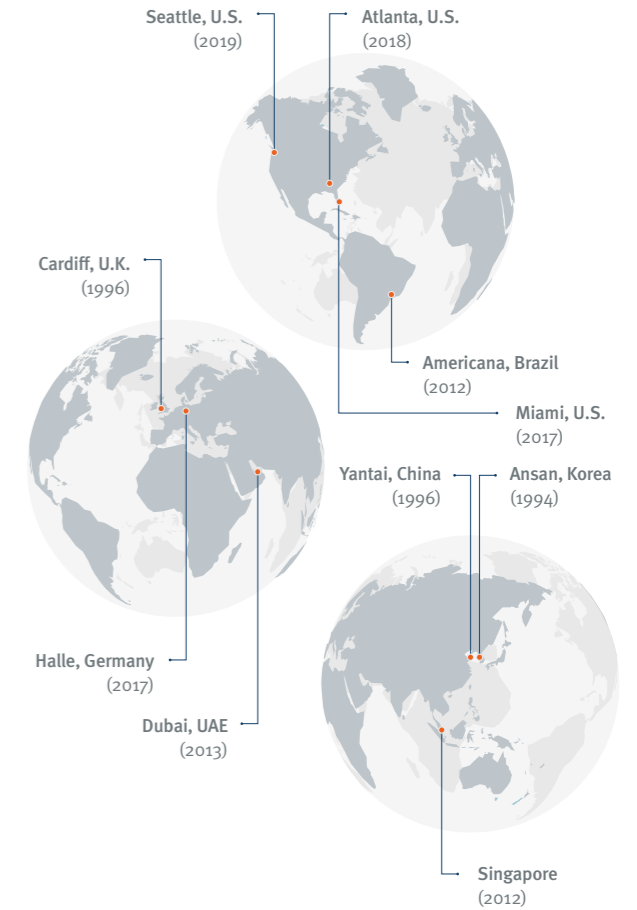 Seattle, U.S.
(2019)
Atlanta, U.S.
(2018)
Cardiff, U.K.
(1996)
Americana, Brazil
(2012)
Miami, U.S.
(2017)
Yantai, China
(1996)
Ansan, Korea
(1994)
Halle, Germany
(2017)
Dubai, UAE
(2013)
Singapore
(2012)